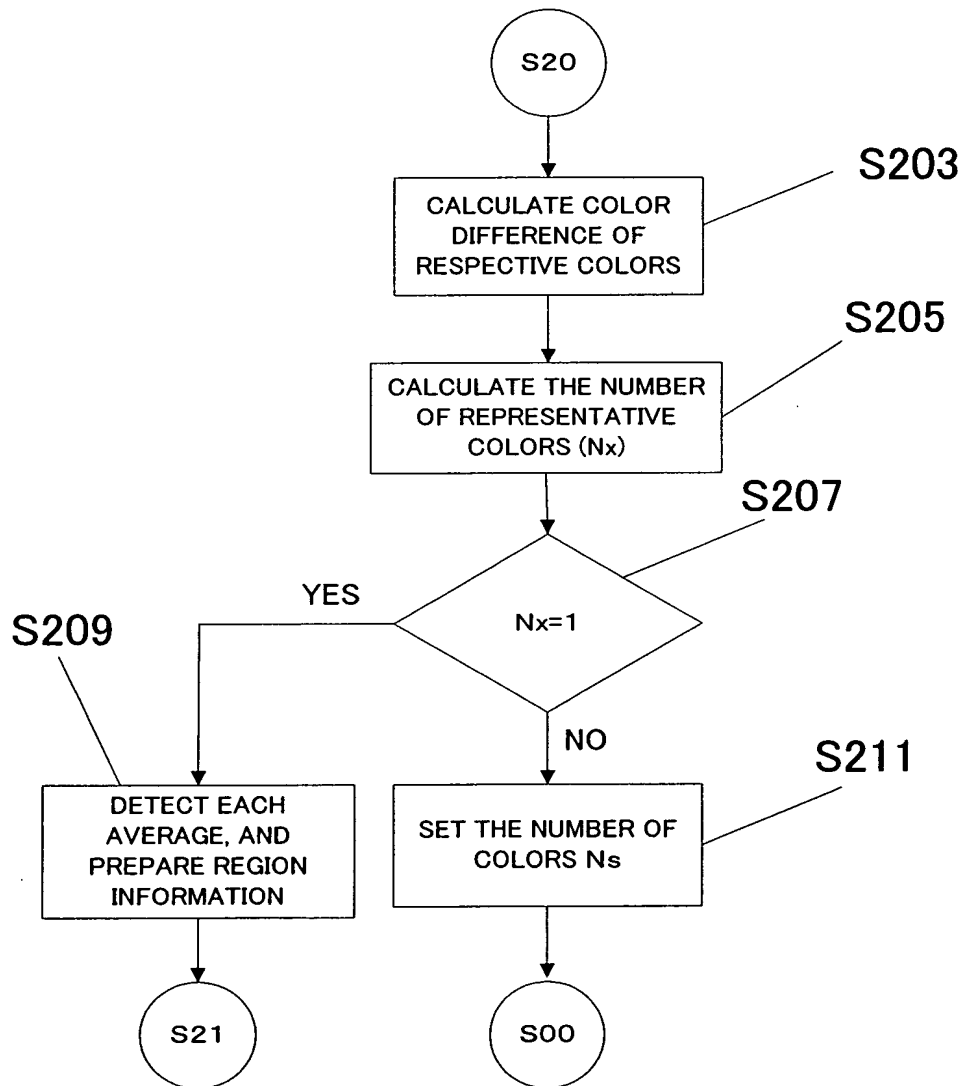 S20
S203
CALCULATE COLOR
DIFFERENCE OF
RESPECTIVE COLORS
S205
CALCULATE THE NUMBER
OF REPRESENTATIVE
COLORS (Nx)
S207
YES
Nx=1
S209
NO
S211
DETECT EACH
AVERAGE, AND
PREPARE REGION
INFORMATION
SET THE NUMBER OF
COLORS Ns
S21
S00